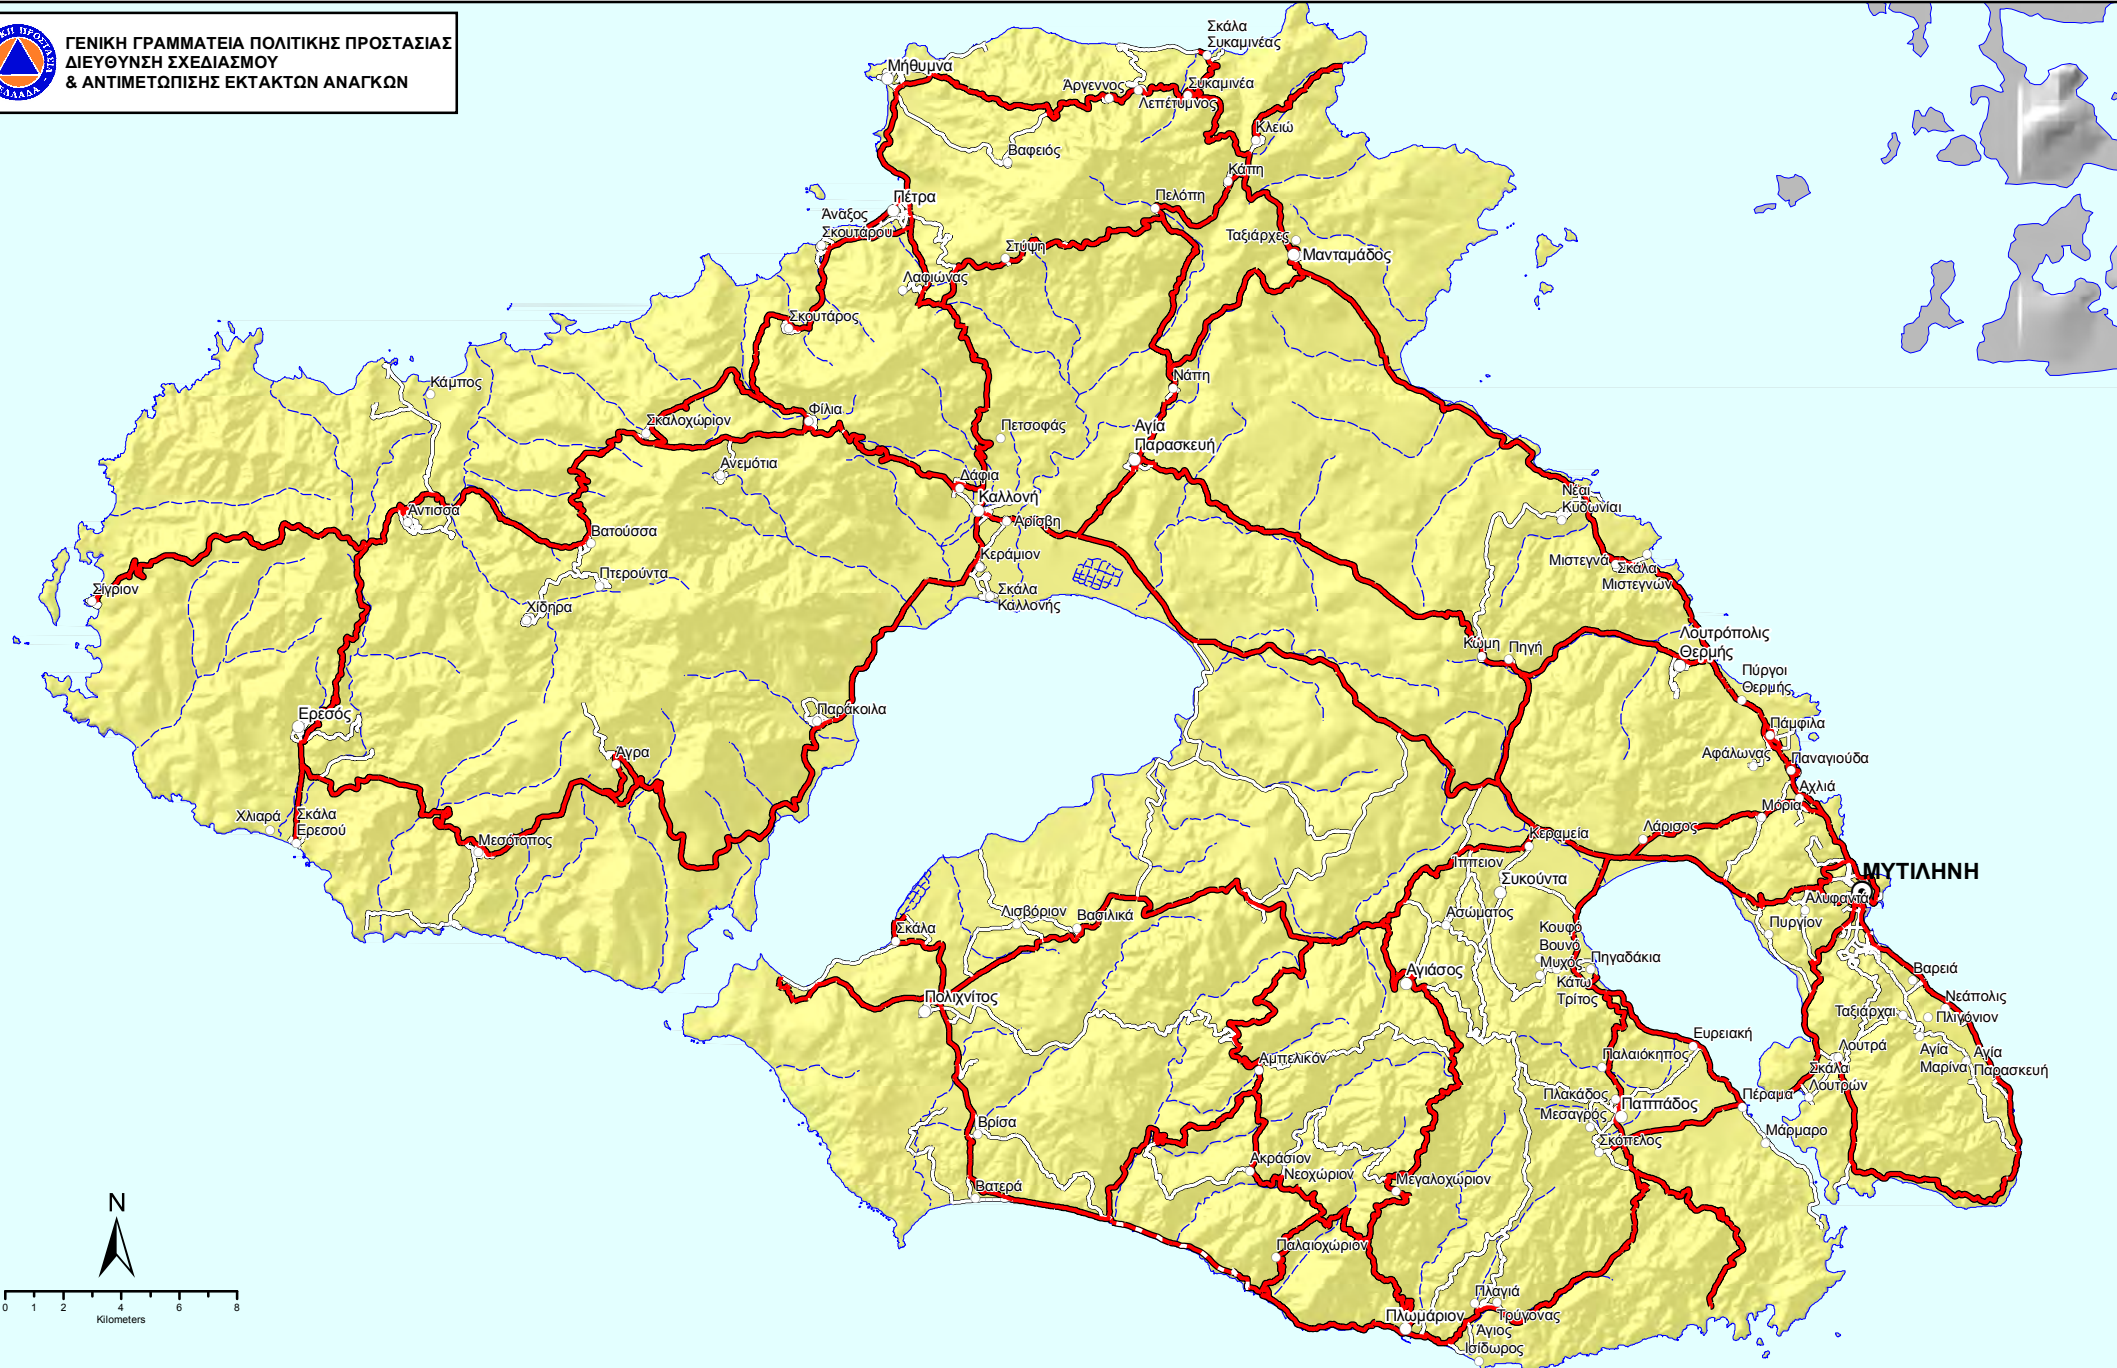 ΓΕΝΙΚΗ ΓΡΑΜΜΑΤΕΙΑ ΠΟΛΙΤΙΚΗΣ ΠΡΟΣΤΑΣΙΑΣ
ΔΙΕΥΘΥΝΣΗ ΣΧΕΔΙΑΣΜΟΥ
& ΑΝΤΙΜΕΤΩΠΙΣΗΣ ΕΚΤΑΚΤΩΝ ΑΝΑΓΚΩΝ
ΕΛΛΑΔΑ
Σκάλα
Συκαμινέας
Μήθυμνα
Άργεννος
Συκαμινέα
Λεπέτυμνος
Κλειώ
Βαφειός
Κάπη
Πέτρα
Πελόπη
Άναξος
Σκουτάρου
Ταξιάρχες
Στύψη
Μανταμάδος
Λαφιώνας
Σκουτάρος
Κάμπος
Νάπη
Φίλια
Σκαλοχώριον
Πετσοφάς
Αγία
Παρασκευή
Ανεμότια
Δάφια
Καλλονή
Νέαι
Κυδωνίαι
Άντισσα
Αρίσβη
Βατούσσα
Κεράμιον
Μιστεγνά
Σκάλα
Μιστεγνών
Πτερούντα
Σίγριον
Σκάλα
Καλλονής
Χίδηρα
Λουτρόπολις
Θερμής
Κώμη
Πηγή
Πύργοι
Θερμής
Ερεσός
Παράκοιλα
Πάμφιλα
Άγρα
Αφάλωνας
Παναγιούδα
Αχλιά
Μόρια
Χλιαρά
Σκάλα
Ερεσού
Μεσότοπος
Κεραμεία
Λάρισος
Ίππειον
ΜΥΤΙΛΗΝΗ
Συκούντα
Αλυφαντά
Λισβόριον
Βασιλικά
Ασώματος
Σκάλα
Κουφό
Βουνό
Πυργίον
Μυχός
Πηγαδάκια
Αγιάσος
Κάτω
Τρίτος
Βαρειά
Πολιχνίτος
Νεάπολις
Ταξιάρχαι
Πλιγόνιον
Ευρειακή
Λουτρά
Αγία
Μαρίνα
Αγία
Παρασκευή
Αμπελικόν
Παλαιόκηπος
Σκάλα
Λουτρών
Πλακάδος
Παππάδος
Πέραμα
Μεσαγρός
Βρίσα
Μάρμαρο
Σκόπελος
Ακράσιον
Νεοχώριον
Μεγαλοχώριον
Βατερά
N
Παλαιοχώριον
Πλαγιά
Πλωμάριον
Τρύγονας
Άγιος
Ισίδωρος
0 1 2 4 6 8
Kilometers